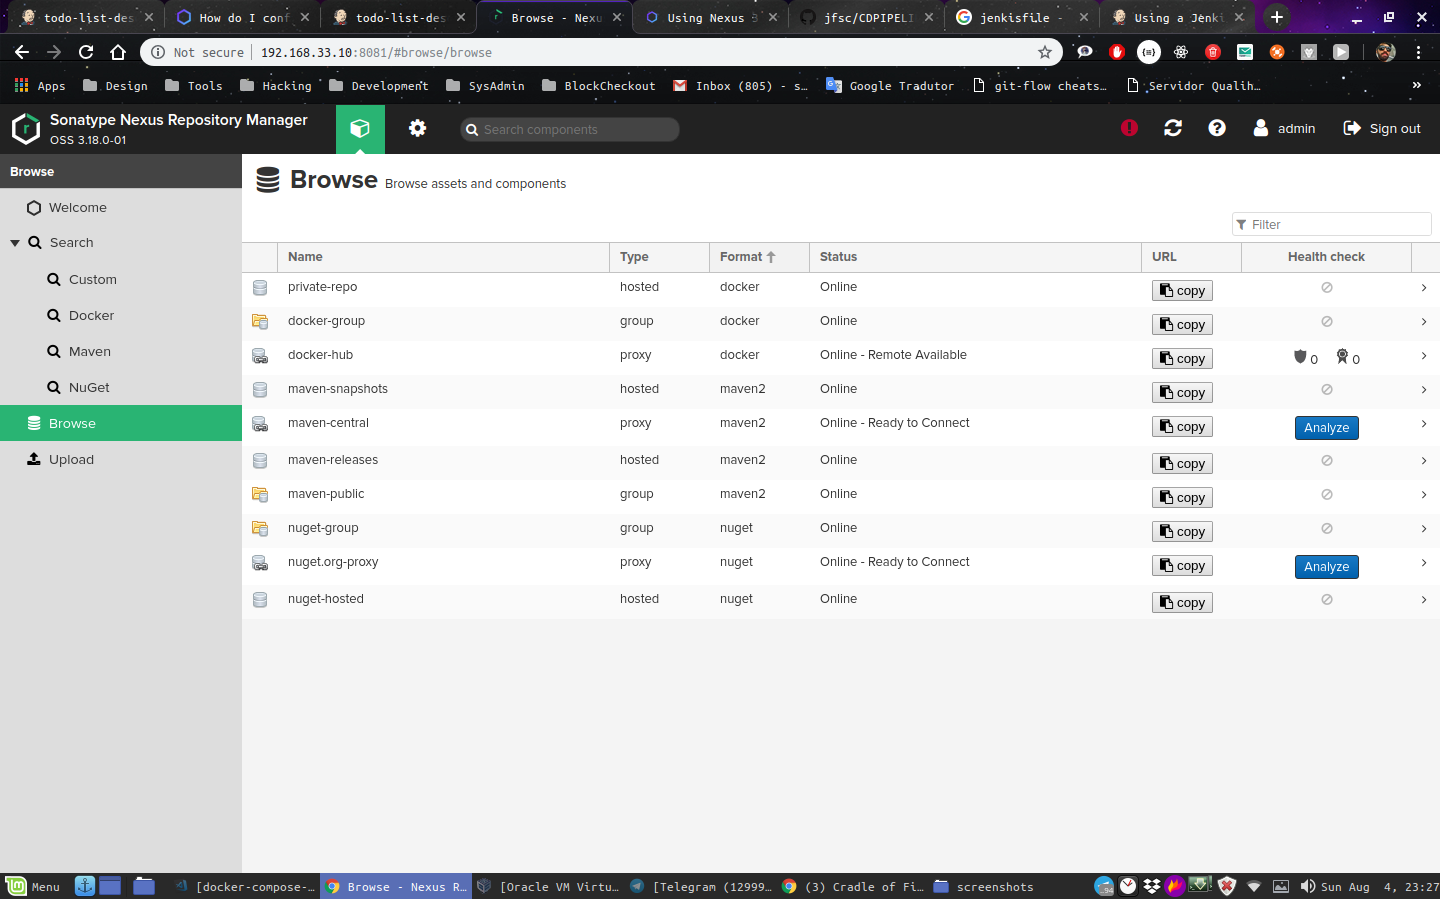 todo-list-des
How do I conf
todo-list-des
Browse - Nexu
Using Nexus 3
jfsc/CDPIPELI
jenkisfile -
Using a Jenki
Not secure
192.168.33.10:8081/#browse/browse
Apps
Design
Tools
Hacking
Development
SysAdmin
BlockCheckout
Inbox (805) - s…
Google Tradutor
git-flow cheats…
Servidor Qualih…
»
Sonatype Nexus Repository Manager
OSS 3.18.0-01
Search components
admin
Sign out
Browse
Welcome
Search
Custom
Docker
Maven
NuGet
Browse
Upload
Browse Browse assets and components
Filter
Name Type Format Status URL Health check
private-repo hosted docker Online copy
docker-group group docker Online copy
docker-hub proxy docker Online - Remote Available copy 0 0
maven-snapshots hosted maven2 Online copy
maven-central proxy maven2 Online - Ready to Connect copy Analyze
maven-releases hosted maven2 Online copy
maven-public group maven2 Online copy
nuget-group group nuget Online copy
nuget.org-proxy proxy nuget Online - Ready to Connect copy Analyze
nuget-hosted hosted nuget Online copy
Menu
[docker-compose-…
Browse - Nexus R…
[Oracle VM Virtu…
[Telegram (12999…
(3) Cradle of Fi…
screenshots
Sun Aug 4, 23:27